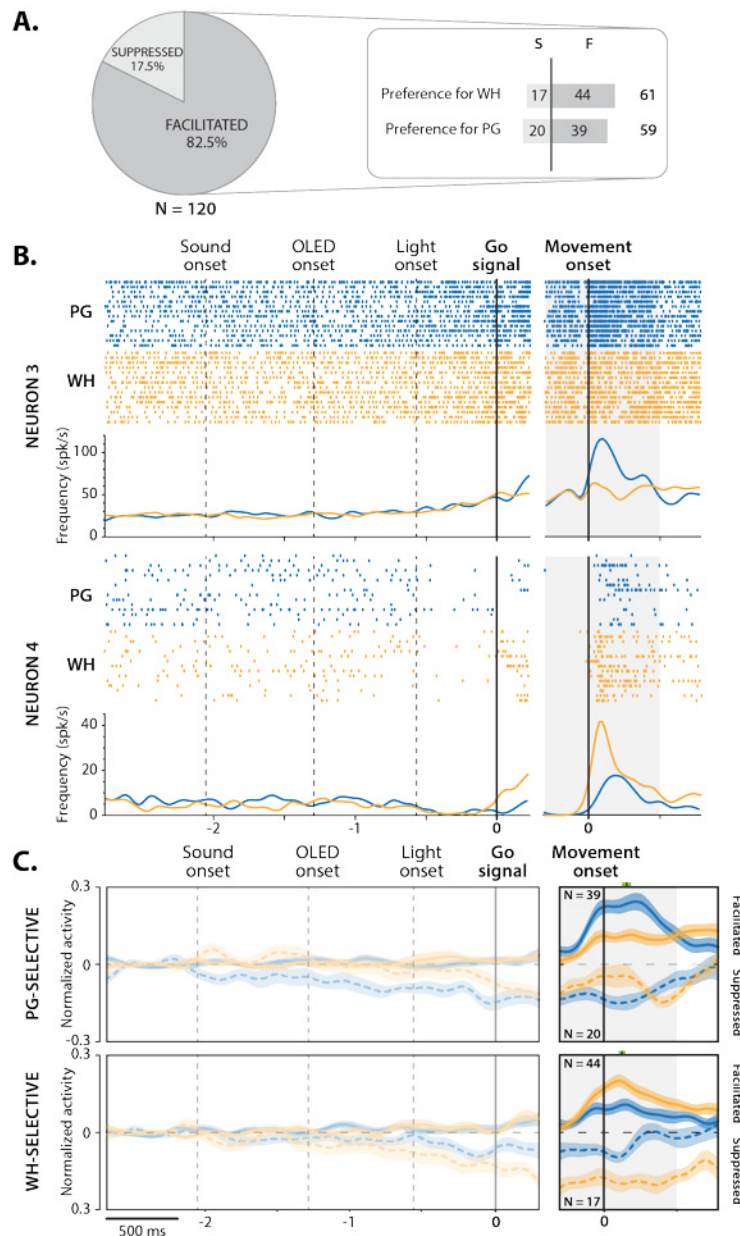 A.
SUPPRESSED
17.5%
FACILITATED
82.5%
N = 120
S F
Preference for WH 17 44 61
Preference for PG 20 39 59
B.
Sound onset
OLED onset
Light onset
Go signal
Movement onset
NEURON 3
PG
WH
Frequency (spk/s)
100
50
0
NEURON 4
PG
WH
Frequency (spk/s)
40
20
0
-2 -1 0 0
C.
Sound onset
OLED onset
Light onset
Go signal
Movement onset
PG-SELECTIVE
Normalized activity
0.3
0
-0.3
N = 39
N = 20
Facilitated
Suppressed
WH-SELECTIVE
Normalized activity
0.3
0
0.3
N = 44
N = 17
Facilitated
Suppressed
500 ms
-2 -1 0 0